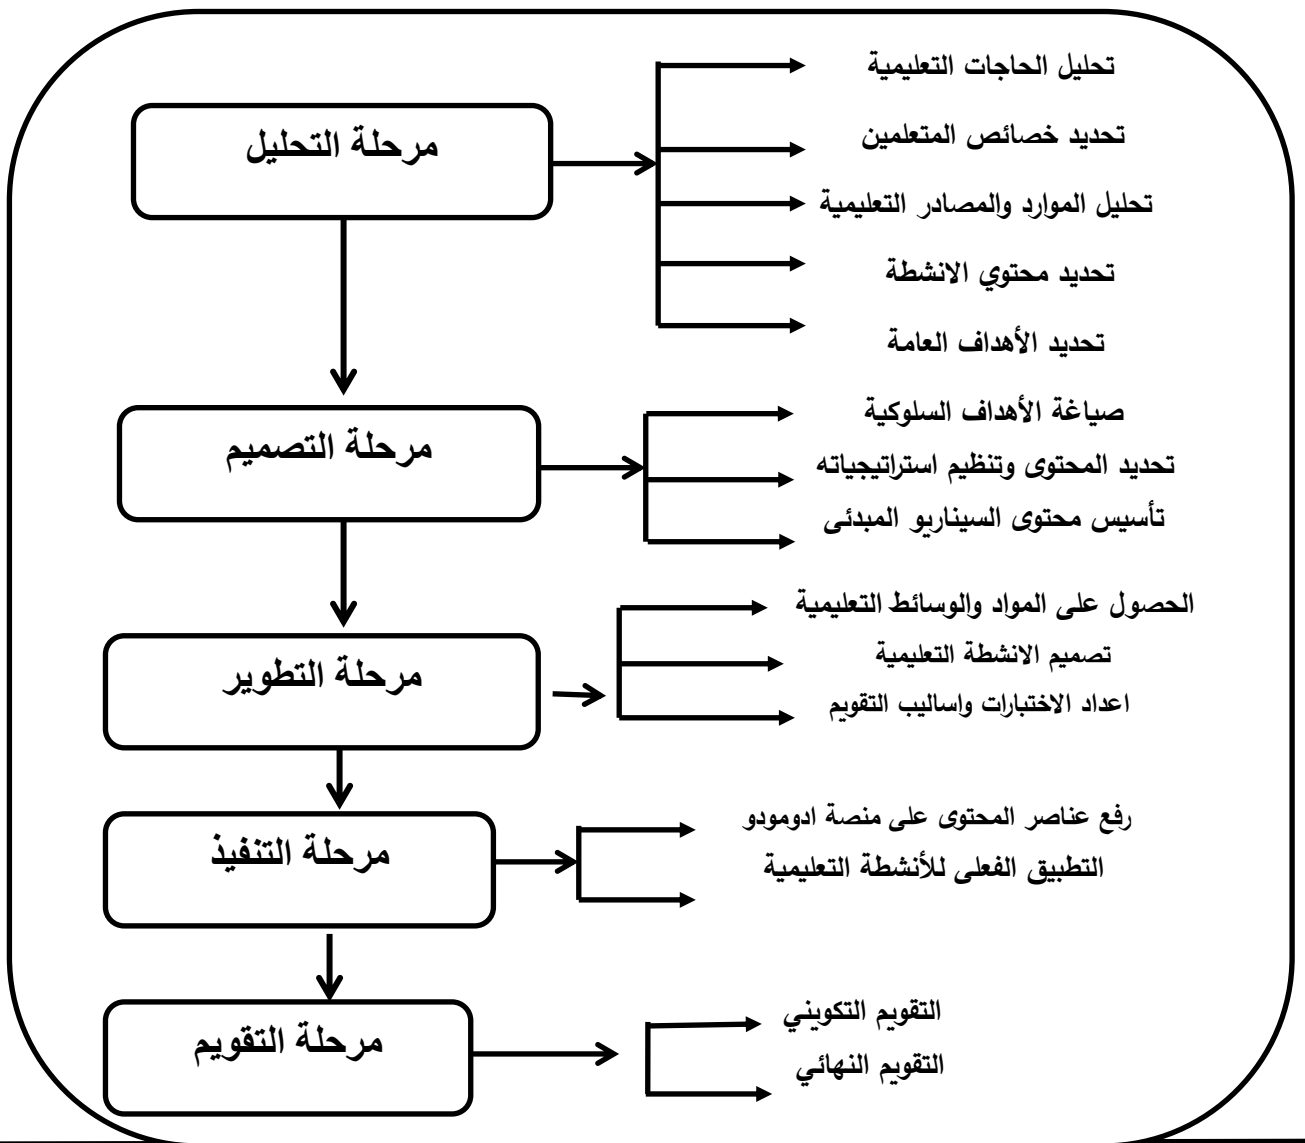 مرحلة التحليل
تحليل الحاجات التعليمية
تحديد خصائص المتعلمين
تحليل الموارد والمصادر التعليمية
تحديد محتوي الانشطة
تحديد الأهداف العامة
مرحلة التصميم
صياغة الأهداف السلوكية
تحديد المحتوى وتنظيم استراتيجياته
تأسيس محتوى السيناريو المبدئى
مرحلة التطوير
الحصول على المواد والوسائط التعليمية
تصميم الانشطة التعليمية
اعداد الاختبارات واساليب التقويم
مرحلة التنفيذ
رفع عناصر المحتوى على منصة ادومودو
التطبيق الفعلى للأنشطة التعليمية
مرحلة التقويم
التقويم التكويني
التقويم النهائي